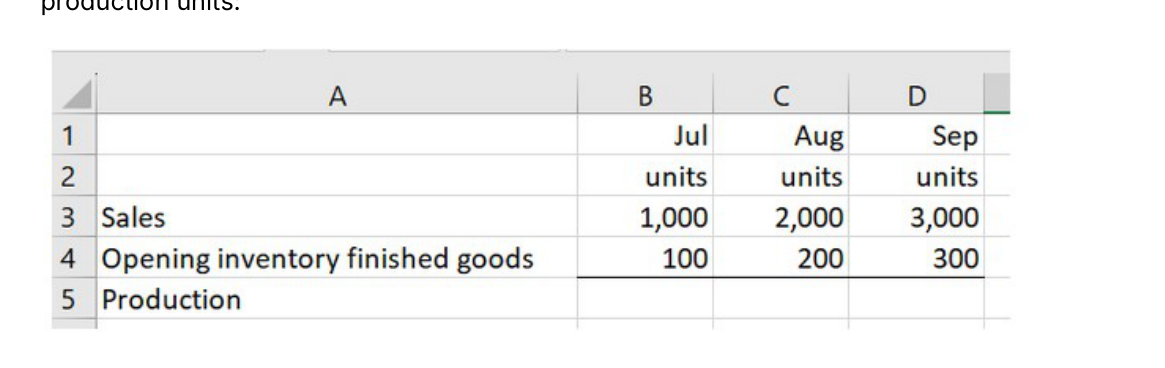 production units.
A B C D
1 Jul Aug Sep
2 units units units
3 Sales 1,000 2,000 3,000
4 Opening inventory finished goods 100 200 300
5 Production